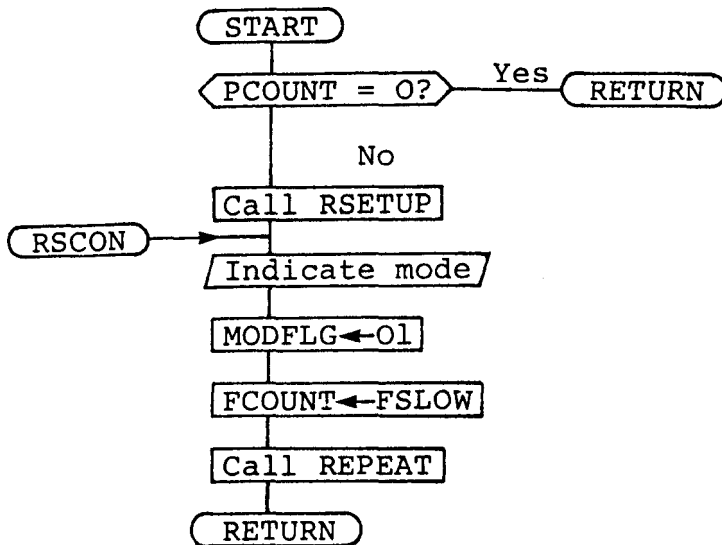 START
PCOUNT = 0?
Yes
RETURN
No
Call RSETUP
RSCON
Indicate mode
MODFLG←01
FCOUNT←FSLOW
Call REPEAT
RETURN